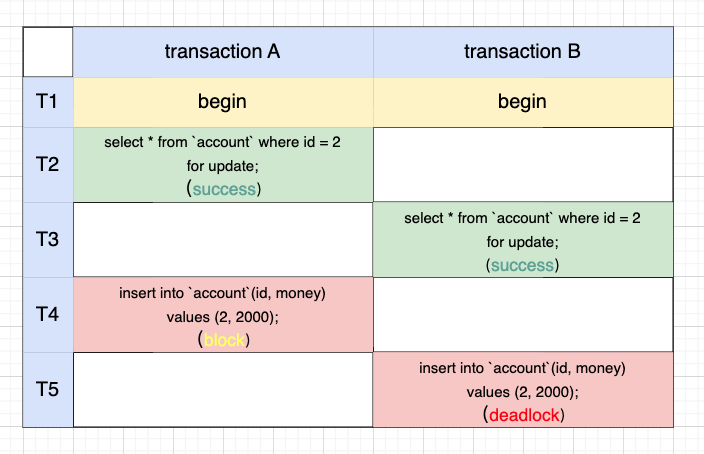 transaction A
transaction B
T1
begin
begin
T2
select * from `account` where id = 2
for update;
(success)
T3
select * from `account` where id = 2
for update;
(success)
T4
insert into `account`(id, money)
values (2, 2000);
(block)
T5
insert into `account`(id, money)
values (2, 2000);
(deadlock)